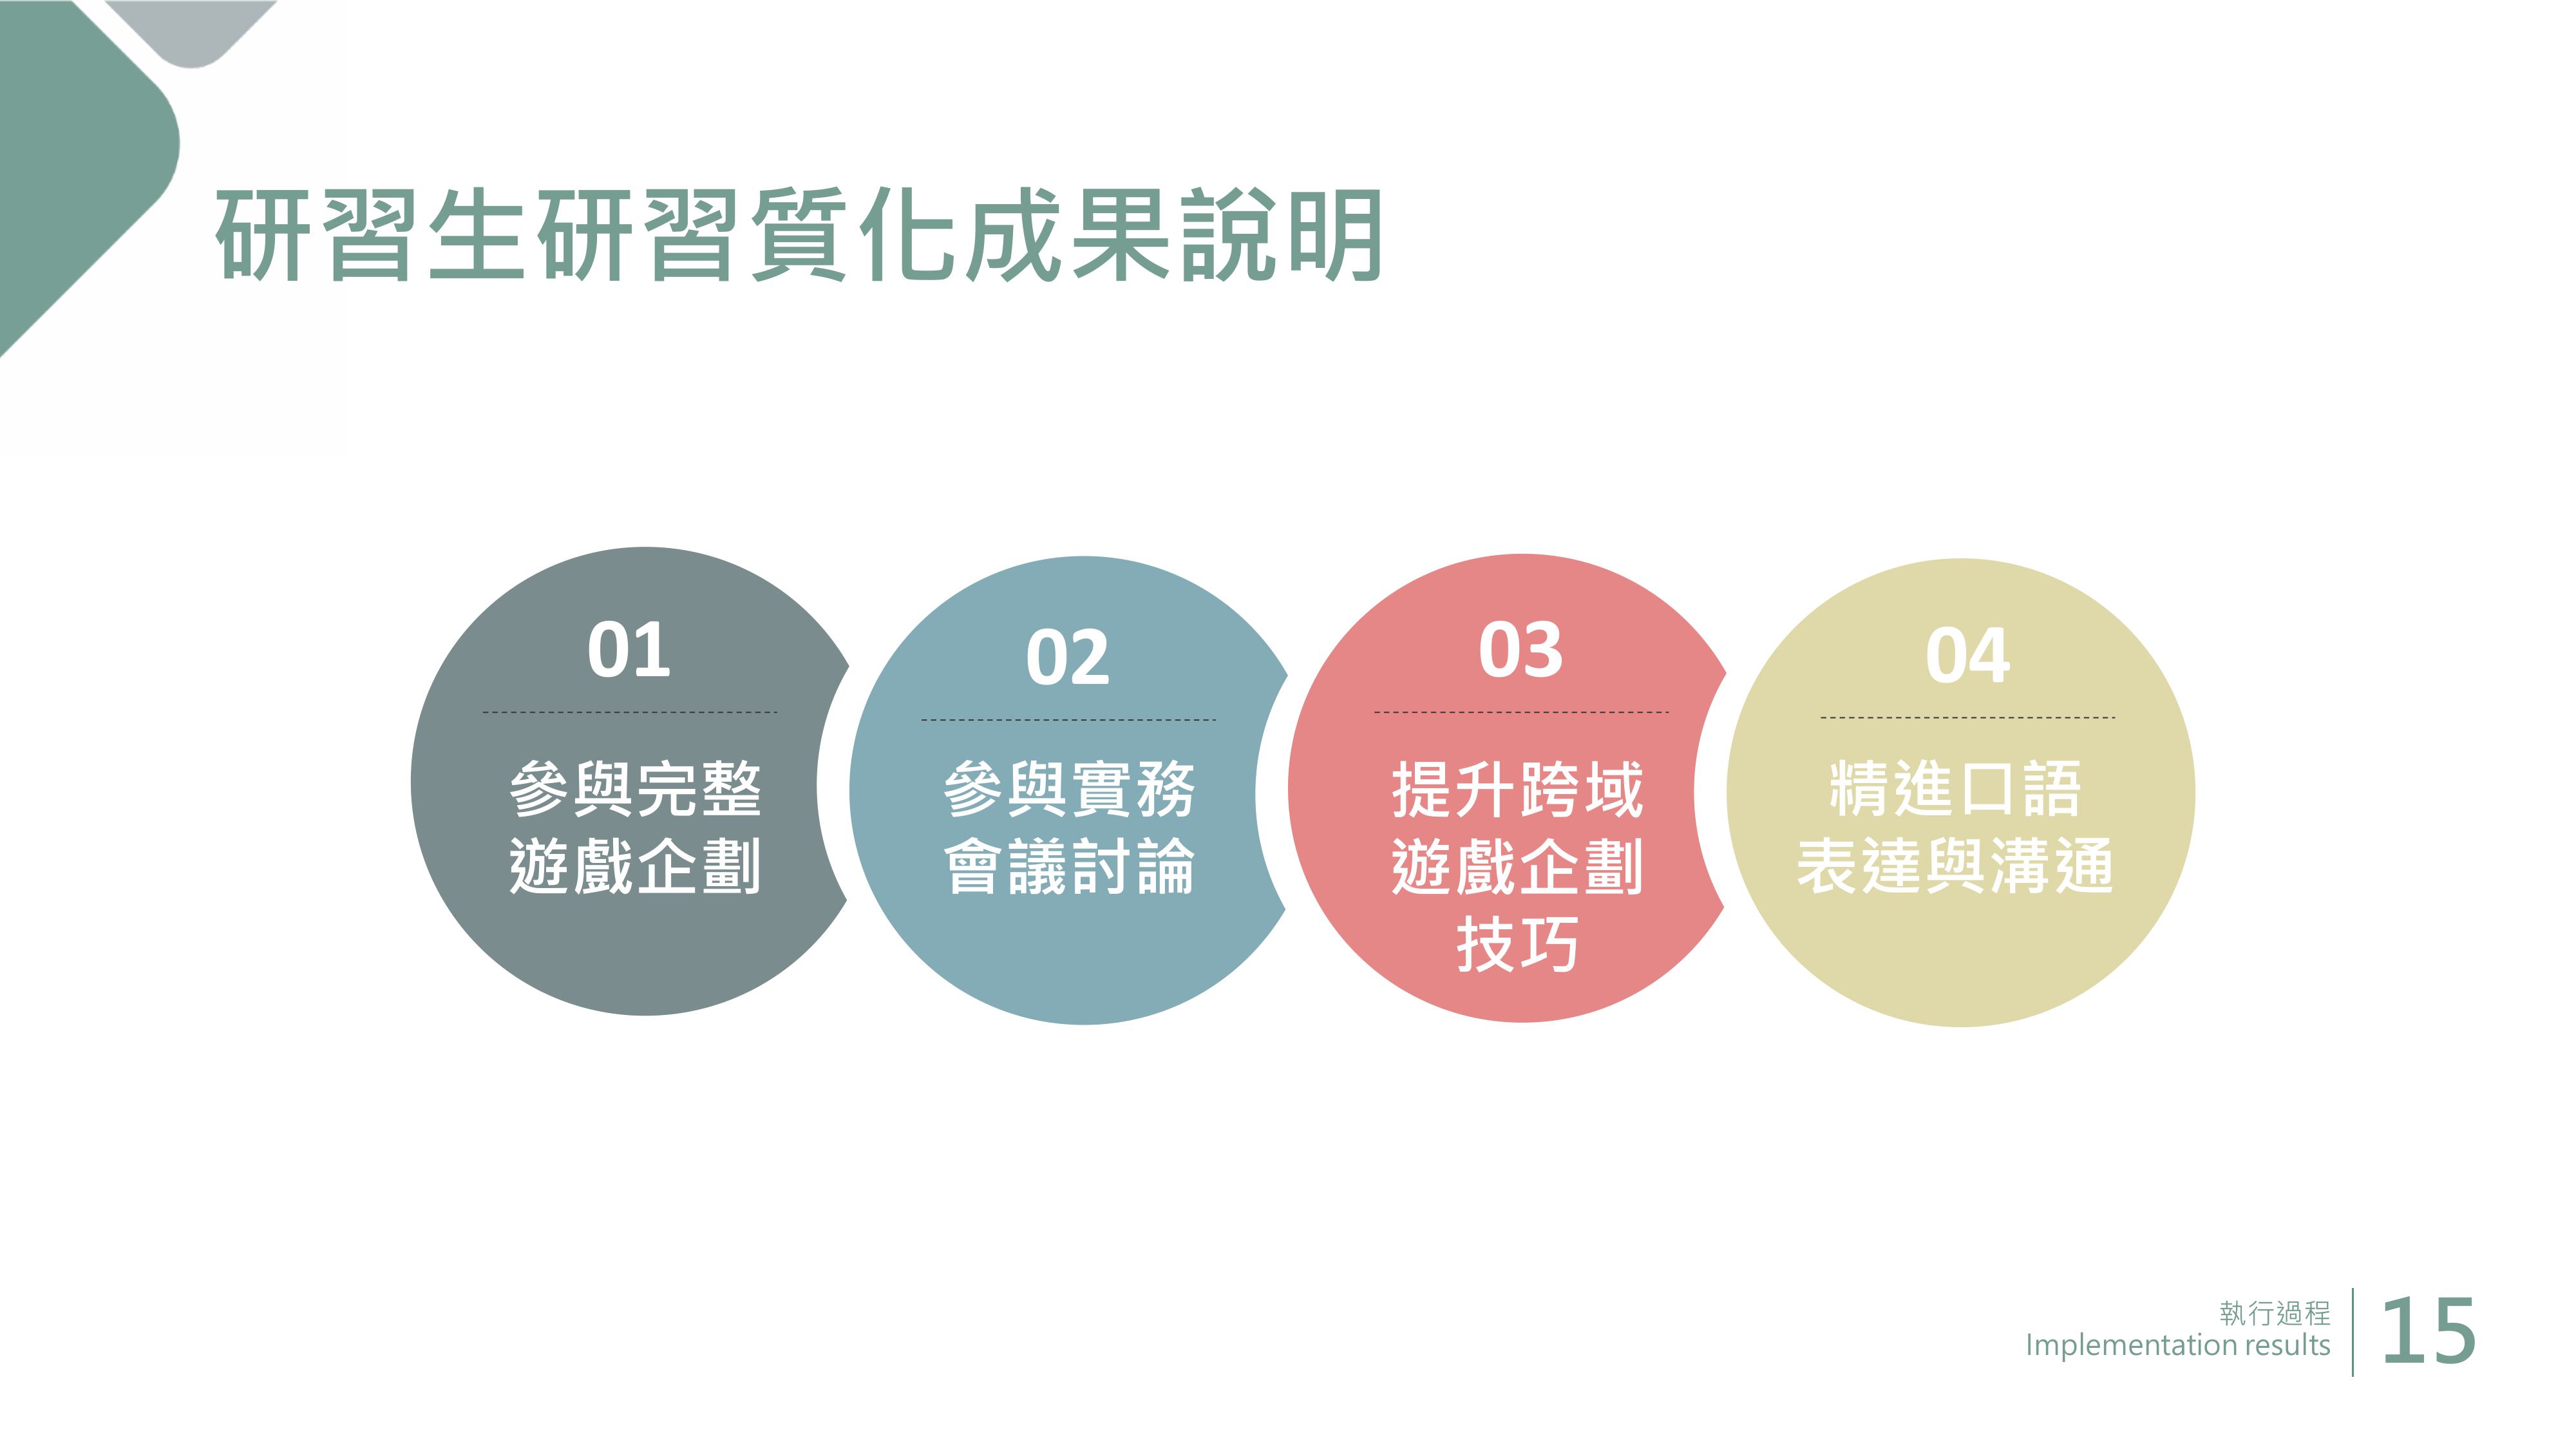 研習生研習質化成果說明
01
參與完整
遊戲企劃
02
參與實務
會議討論
03
提升跨域
遊戲企劃
技巧
04
精進口語
表達與溝通
執行過程
Implementation results
15